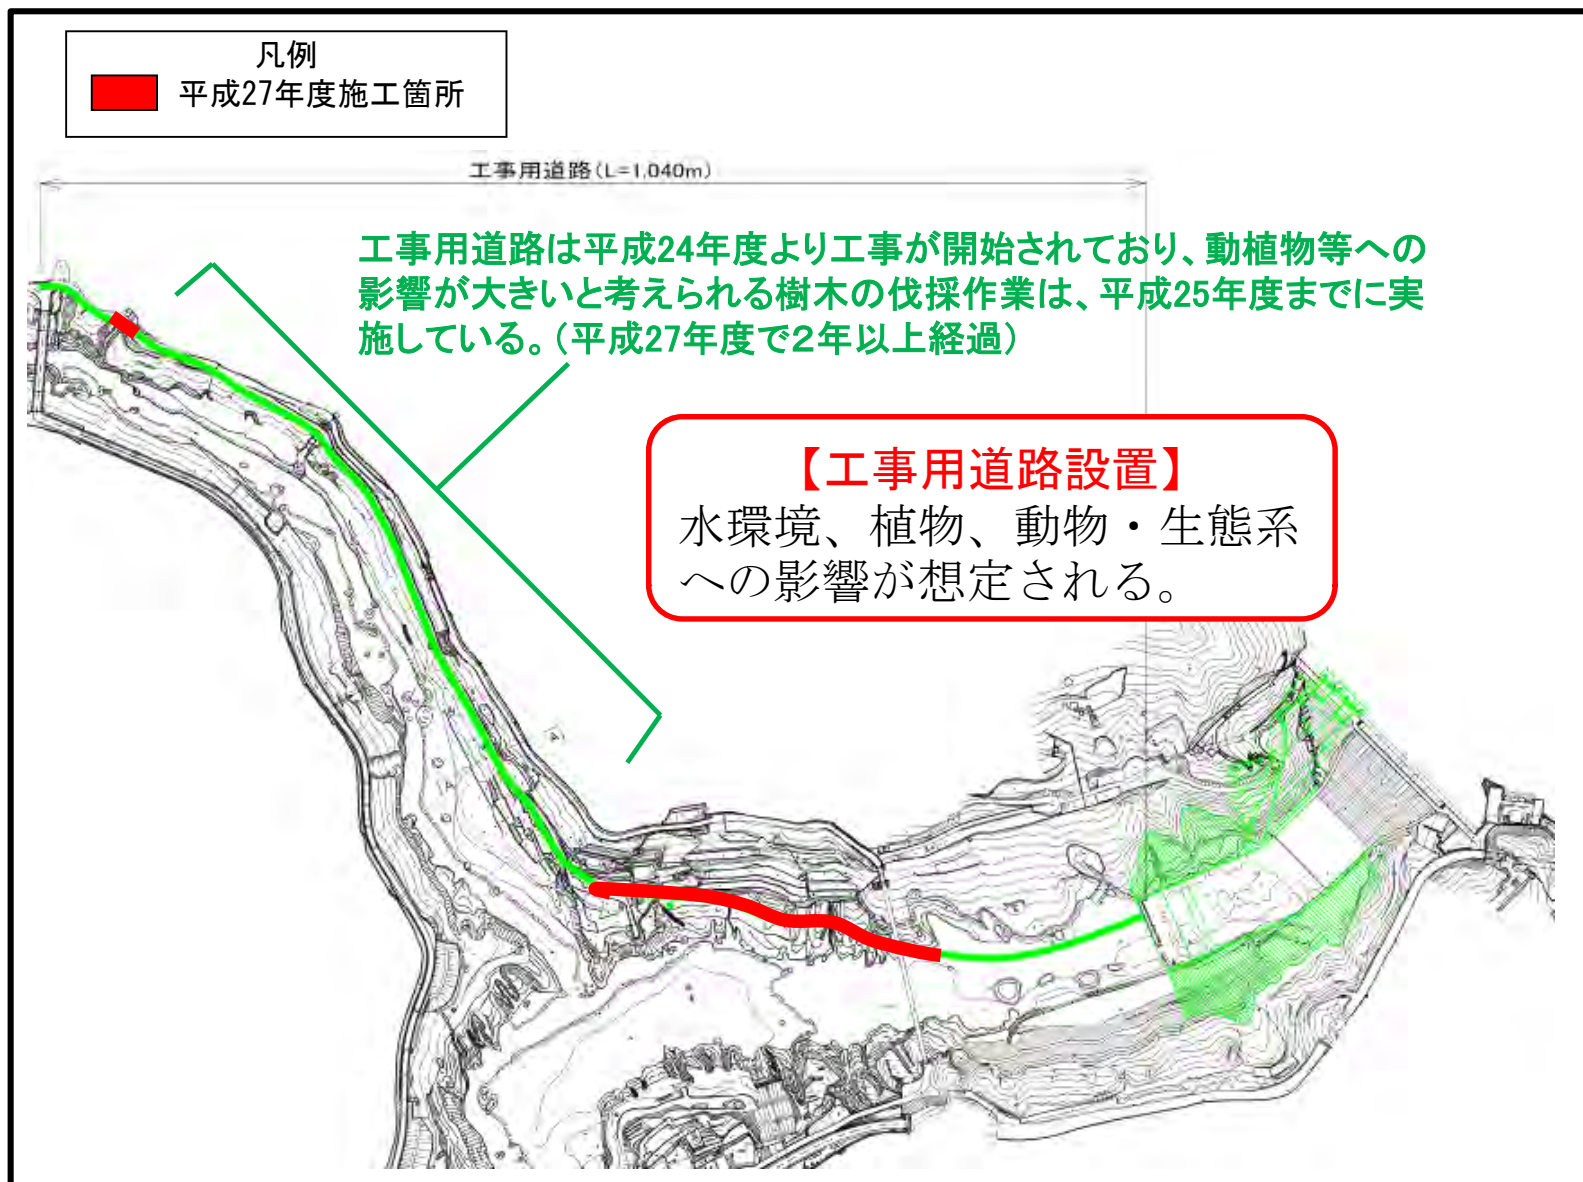 凡例
平成27年度施工箇所
工事用道路(L=1,040m)
工事用道路は平成24年度より工事が開始されており、動植物等への
影響が大きいと考えられる樹木の伐採作業は、平成25年度までに実
施している。(平成27年度で2年以上経過)
【工事用道路設置】
水環境、植物、動物・生態系
への影響が想定される。